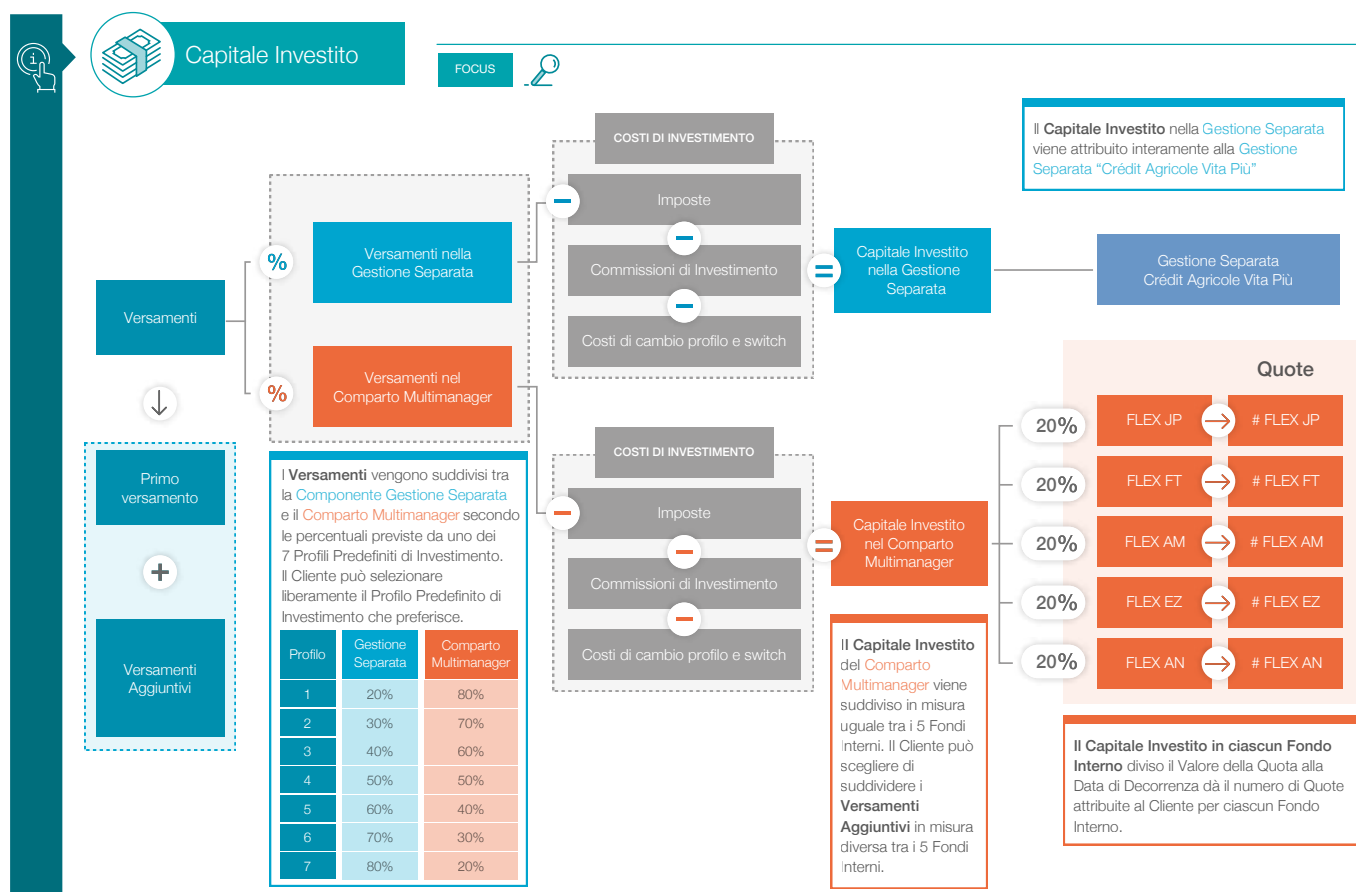 Capitale Investito
FOCUS
Versamenti
Primo
versamento
+
Versamenti
Aggiuntivi
%
Versamenti nella
Gestione Separata
%
Versamenti nel
Comparto Multimanager
I Versamenti vengono suddivisi tra
la Componente Gestione Separata
e il Comparto Multimanager secondo
le percentuali previste da uno dei
7 Profili Predefiniti di Investimento.
Il Cliente può selezionare
liberamente il Profilo Predefinito di
Investimento che preferisce.
Profilo Gestione Separata Comparto Multimanager
1 20% 80%
2 30% 70%
3 40% 60%
4 50% 50%
5 60% 40%
6 70% 30%
7 80% 20%
COSTI DI INVESTIMENTO
−
Imposte
−
Commissioni di Investimento
−
Costi di cambio profilo e switch
=
Capitale Investito
nella Gestione
Separata
Il Capitale Investito nella Gestione Separata
viene attribuito interamente alla Gestione
Separata “Crédit Agricole Vita Più”
Gestione Separata
Crédit Agricole Vita Più
COSTI DI INVESTIMENTO
−
Imposte
−
Commissioni di Investimento
−
Costi di cambio profilo e switch
=
Capitale Investito
nel Comparto
Multimanager
Il Capitale Investito
del Comparto
Multimanager viene
suddiviso in misura
uguale tra i 5 Fondi
Interni. Il Cliente può
scegliere di
suddividere i
Versamenti
Aggiuntivi in misura
diversa tra i 5 Fondi
Interni.
Quote
20% FLEX JP → # FLEX JP
20% FLEX FT → # FLEX FT
20% FLEX AM → # FLEX AM
20% FLEX EZ → # FLEX EZ
20% FLEX AN → # FLEX AN
Il Capitale Investito in ciascun Fondo
Interno diviso il Valore della Quota alla
Data di Decorrenza dà il numero di Quote
attribuite al Cliente per ciascun Fondo
Interno.